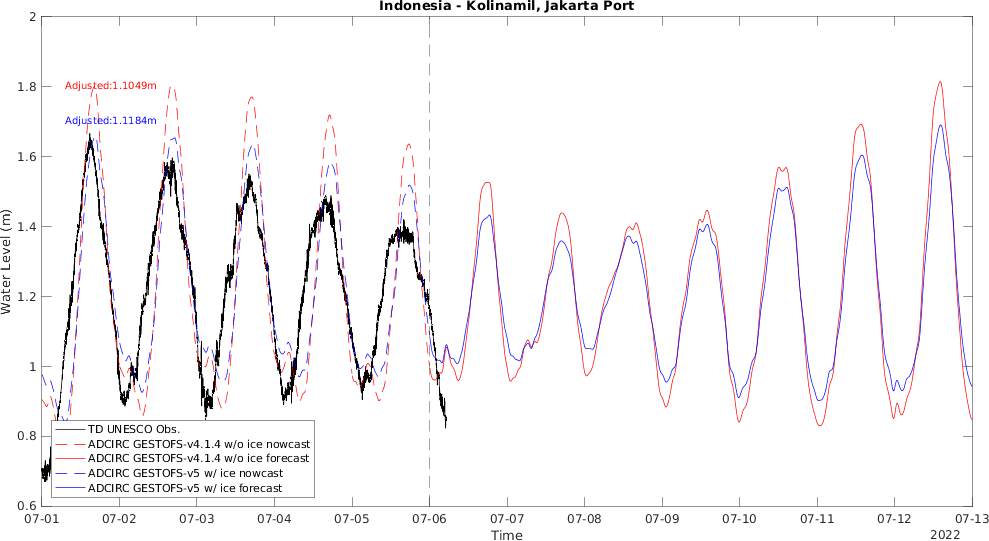 Indonesia - Kolinamil, Jakarta Port
2
1.8
1.6
1.4
1.2
1
0.8
0.6
Water Level (m)
Adjusted:1.1049m
Adjusted:1.1184m
TD UNESCO Obs.
ADCIRC GESTOFS-v4.1.4 w/o ice nowcast
ADCIRC GESTOFS-v4.1.4 w/o ice forecast
ADCIRC GESTOFS-v5 w/ ice nowcast
ADCIRC GESTOFS-v5 w/ ice forecast
07-01 07-02 07-03 07-04 07-05 07-06 07-07 07-08 07-09 07-10 07-11 07-12 07-13
Time
2022